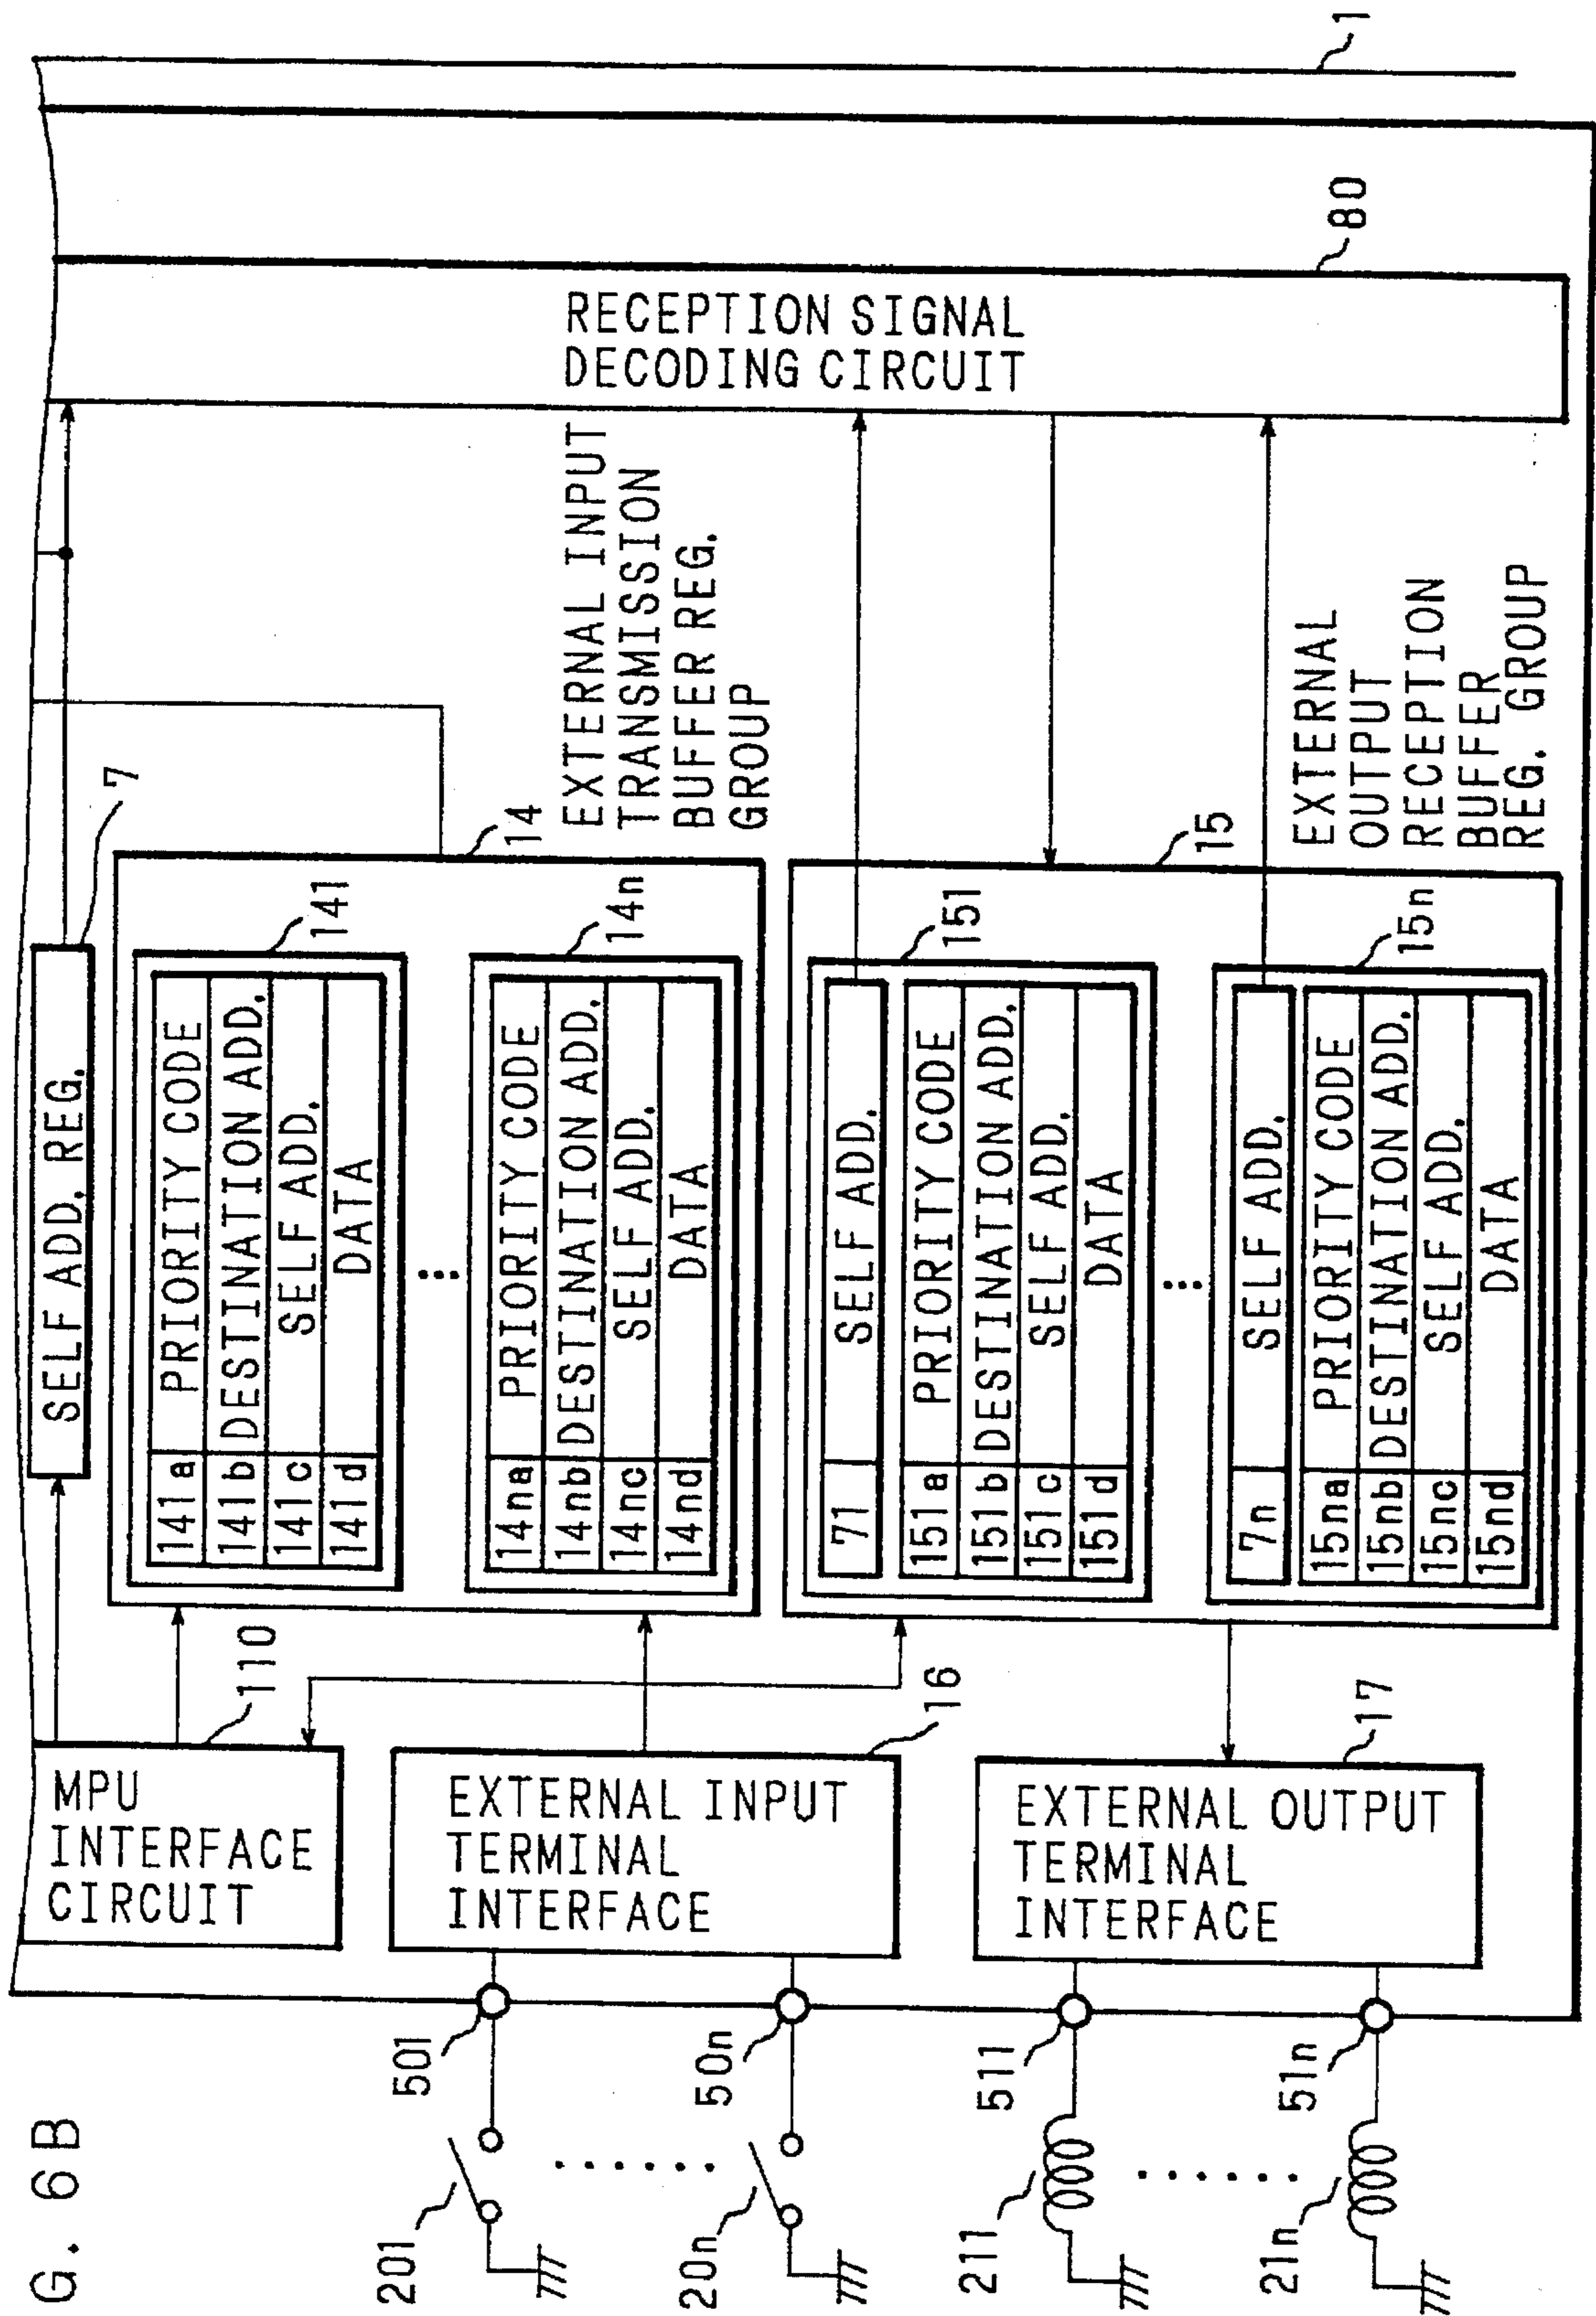 G. 6B
MPU
INTERFACE
CIRCUIT
110
SELF ADD. REG.
7
141a PRIORITY CODE
141b DESTINATION ADD.
141c SELF ADD.
141d DATA
141
14na PRIORITY CODE
14nb DESTINATION ADD.
14nc SELF ADD.
14nd DATA
14n
14
EXTERNAL INPUT
TRANSMISSION
BUFFER REG.
GROUP
RECEPTION SIGNAL
DECODING CIRCUIT
80
1
201
501
20n
50n
EXTERNAL INPUT
TERMINAL
INTERFACE
16
71 SELF ADD.
151a PRIORITY CODE
151b DESTINATION ADD.
151c SELF ADD.
151d DATA
151
7n SELF ADD.
15na PRIORITY CODE
15nb DESTINATION ADD.
15nc SELF ADD.
15nd DATA
15n
15
EXTERNAL
OUTPUT
RECEPTION
BUFFER
REG. GROUP
211
511
21n
51n
EXTERNAL OUTPUT
TERMINAL
INTERFACE
17